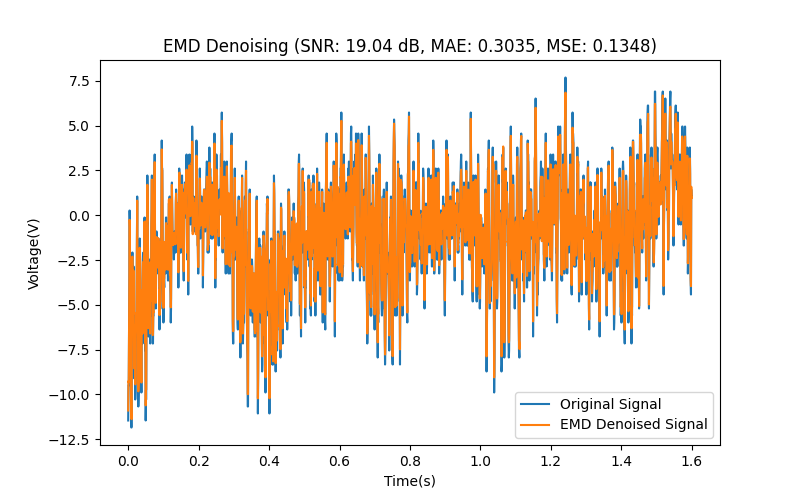 EMD Denoising (SNR: 19.04 dB, MAE: 0.3035, MSE: 0.1348)
7.5
5.0
2.5
0.0
−2.5
−5.0
−7.5
−10.0
−12.5
Voltage(V)
Original Signal
EMD Denoised Signal
0.0 0.2 0.4 0.6 0.8 1.0 1.2 1.4 1.6
Time(s)